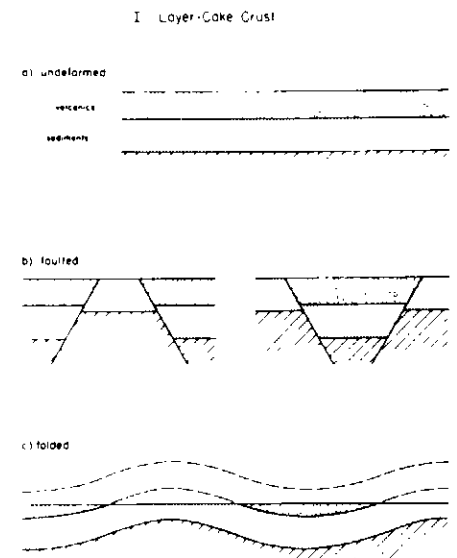 I Layer-Cake Crust
a) undeformed
volcanics
sediments
b) faulted
c) folded